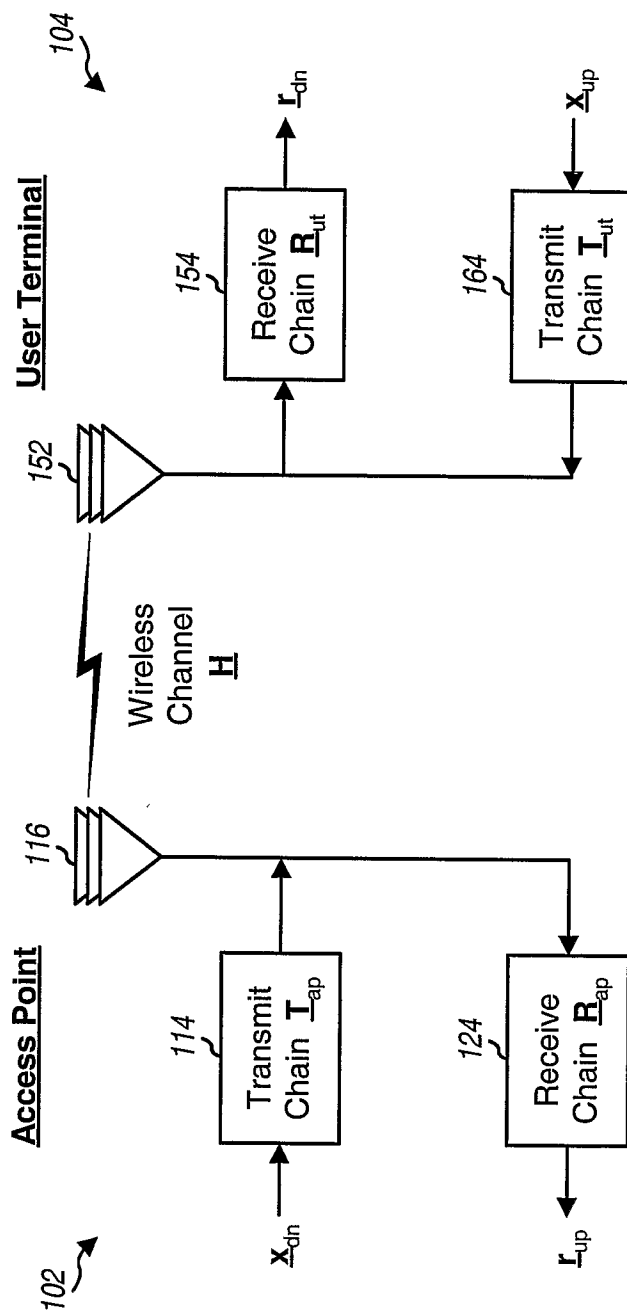 102
Access Point
User Terminal
104
116
152
Wireless
Channel
H
x_dn
114
Transmit
Chain T_ap
154
Receive
Chain R_ut
r_dn
r_up
124
Receive
Chain R_ap
164
Transmit
Chain T_ut
x_up